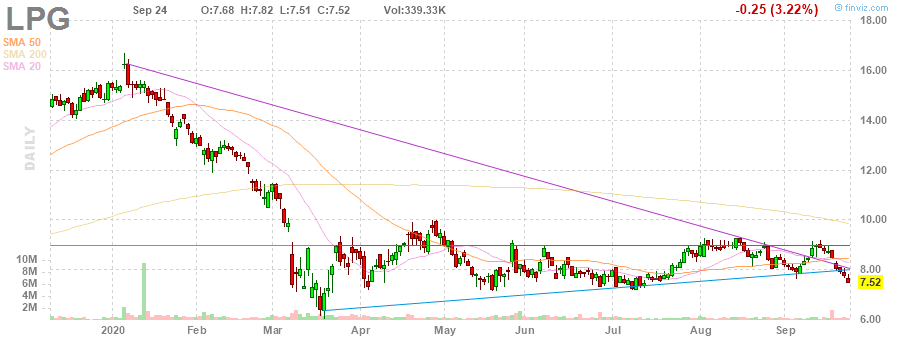 LPG Sep 24 O:7.68 H:7.82 L:7.51 C:7.52 Vol:339.33K -0.25 (3.22%) © finviz.com
SMA 50
SMA 200
SMA 20
DAILY
18.00
16.00
14.00
12.00
10.00
8.00
7.52
6.00
10M
8M
6M
4M
2M
2020 Feb Mar Apr May Jun Jul Aug Sep